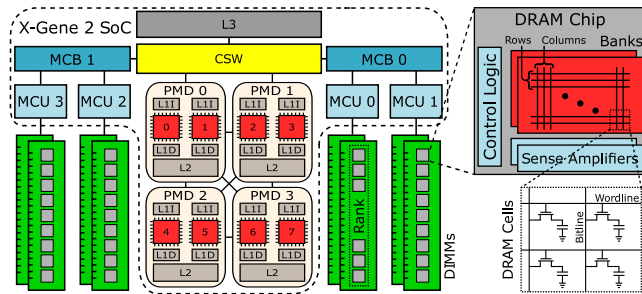 X-Gene 2 SoC
L3
MCB 1
CSW
MCB 0
MCU 3
MCU 2
MCU 0
MCU 1
PMD 0
L1I
L1I
0
1
L1D
L1D
L2
PMD 1
L1I
L1I
2
3
L1D
L1D
L2
PMD 2
L1I
L1I
4
5
L1D
L1D
L2
PMD 3
L1I
L1I
6
7
L1D
L1D
L2
Rank
DIMMs
DRAM Chip
Rows
Columns
Banks
Control Logic
Sense Amplifiers
DRAM Cells
Wordline
Bitline